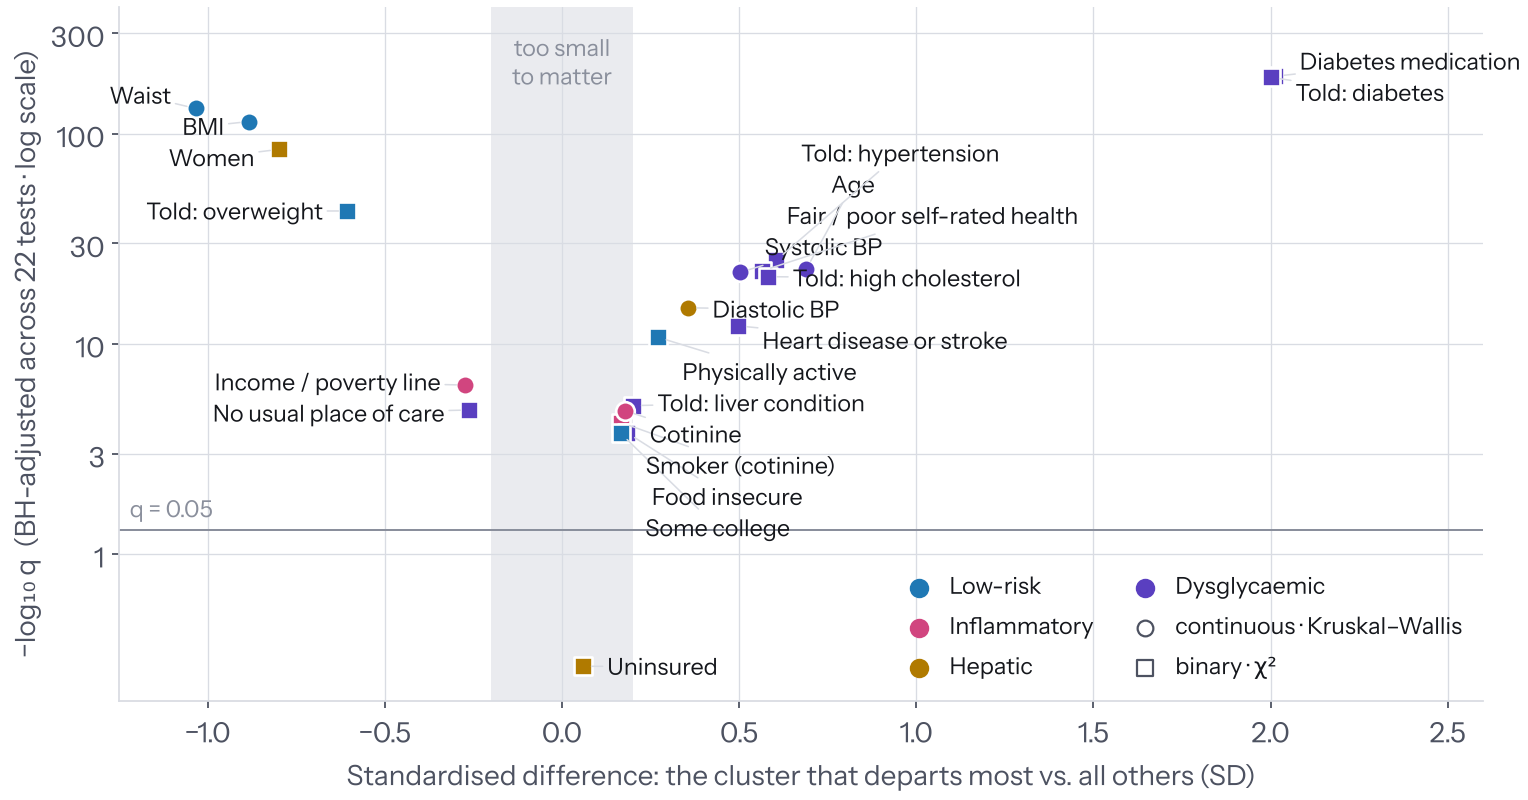 300
100
30
10
3
1
−log₁₀ q (BH-adjusted across 22 tests · log scale)
too small
to matter
Diabetes medication
Told: diabetes
Waist
BMI
Women
Told: overweight
Told: hypertension
Age
Fair / poor self-rated health
Systolic BP
Told: high cholesterol
Diastolic BP
Heart disease or stroke
Physically active
Income / poverty line
No usual place of care
Told: liver condition
Cotinine
Smoker (cotinine)
Food insecure
Some college
q = 0.05
Uninsured
Low-risk
Inflammatory
Hepatic
Dysglycaemic
continuous · Kruskal–Wallis
binary · χ²
−1.0
−0.5
0.0
0.5
1.0
1.5
2.0
2.5
Standardised difference: the cluster that departs most vs. all others (SD)